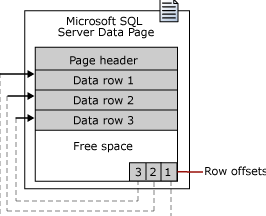 Microsoft SQL
Server Data Page
Page header
Data row 1
Data row 2
Data row 3
Free space
3 2 1
Row offsets